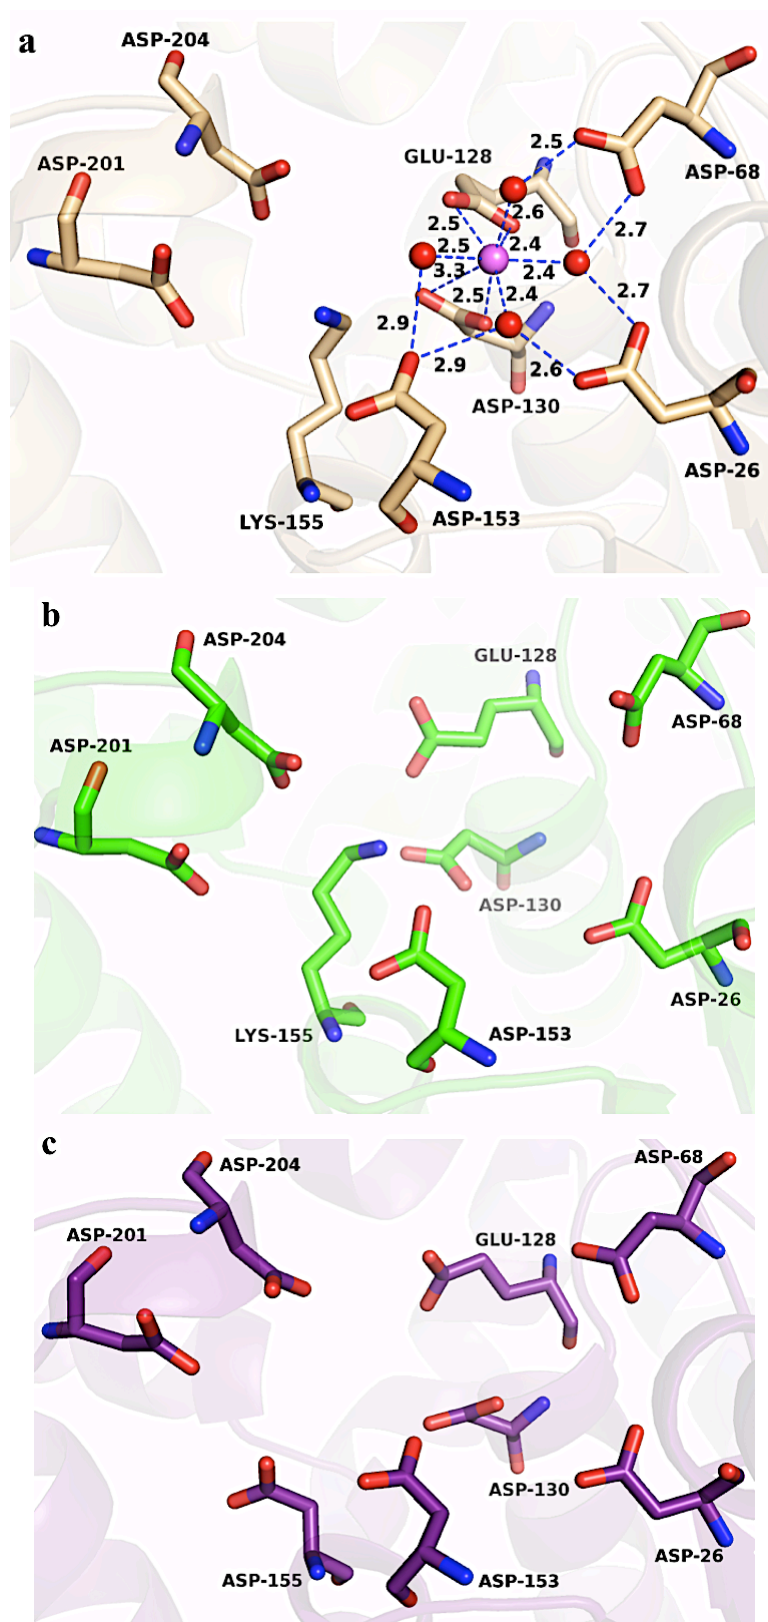 a
ASP-204
ASP-201
GLU-128
ASP-68
2.5
2.6
2.5
2.7
2.4
2.5
2.4
3.3
2.7
2.5
2.4
2.9
2.9
2.6
ASP-130
ASP-26
LYS-155
ASP-153
b
ASP-204
GLU-128
ASP-68
ASP-201
ASP-130
ASP-26
LYS-155
ASP-153
c
ASP-204
ASP-68
ASP-201
GLU-128
ASP-130
ASP-26
ASP-155
ASP-153